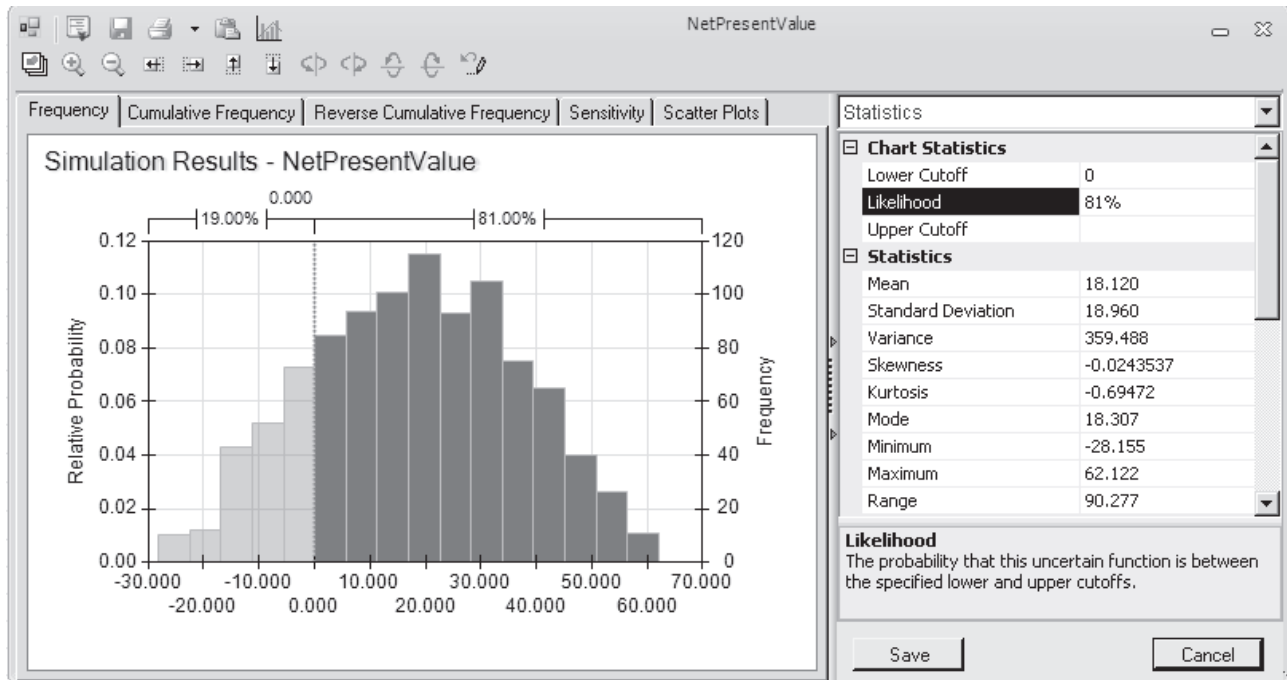 NetPresentValue
Frequency Cumulative Frequency Reverse Cumulative Frequency Sensitivity Scatter Plots
Simulation Results - NetPresentValue
0.000
19.00% 81.00%
0.12 120
0.10 100
0.08 80
0.06 60
0.04 40
0.02 20
0.00 0
Relative Probability
Frequency
-30.000 -10.000 10.000 30.000 50.000 70.000
-20.000 0.000 20.000 40.000 60.000
Statistics
Chart Statistics
Lower Cutoff 0
Likelihood 81%
Upper Cutoff
Statistics
Mean 18.120
Standard Deviation 18.960
Variance 359.488
Skewness -0.0243537
Kurtosis -0.69472
Mode 18.307
Minimum -28.155
Maximum 62.122
Range 90.277
Likelihood
The probability that this uncertain function is between
the specified lower and upper cutoffs.
Save Cancel